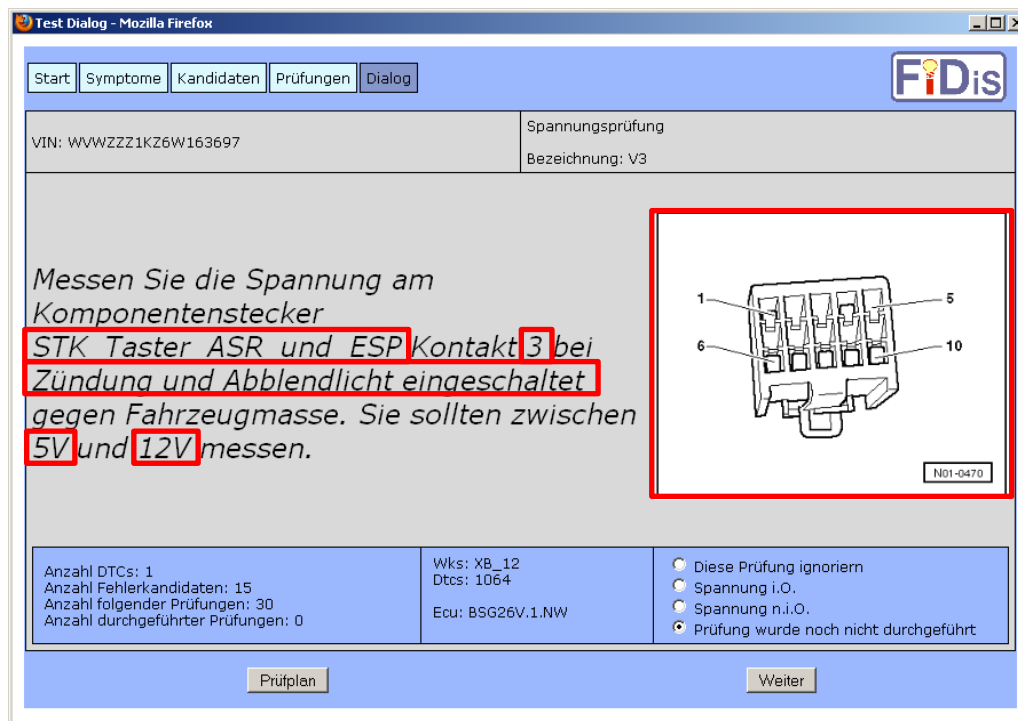 Test Dialog - Mozilla Firefox
Start Symptome Kandidaten Prüfungen Dialog
FiDis
VIN: WVWZZZ1KZ6W163697
Spannungsprüfung
Bezeichnung: V3
Messen Sie die Spannung am
Komponentenstecker
STK Taster ASR und ESP Kontakt 3 bei
Zündung und Abblendlicht eingeschaltet
gegen Fahrzeugmasse. Sie sollten zwischen
5V und 12V messen.
1
5
6
10
N01-0470
Anzahl DTCs: 1
Anzahl Fehlerkandidaten: 15
Anzahl folgender Prüfungen: 30
Anzahl durchgeführter Prüfungen: 0
Wks: XB_12
Dtcs: 1064
Ecu: BSG26V.1.NW
Diese Prüfung ignoriern
Spannung i.O.
Spannung n.i.O.
Prüfung wurde noch nicht durchgeführt
Prüfplan
Weiter